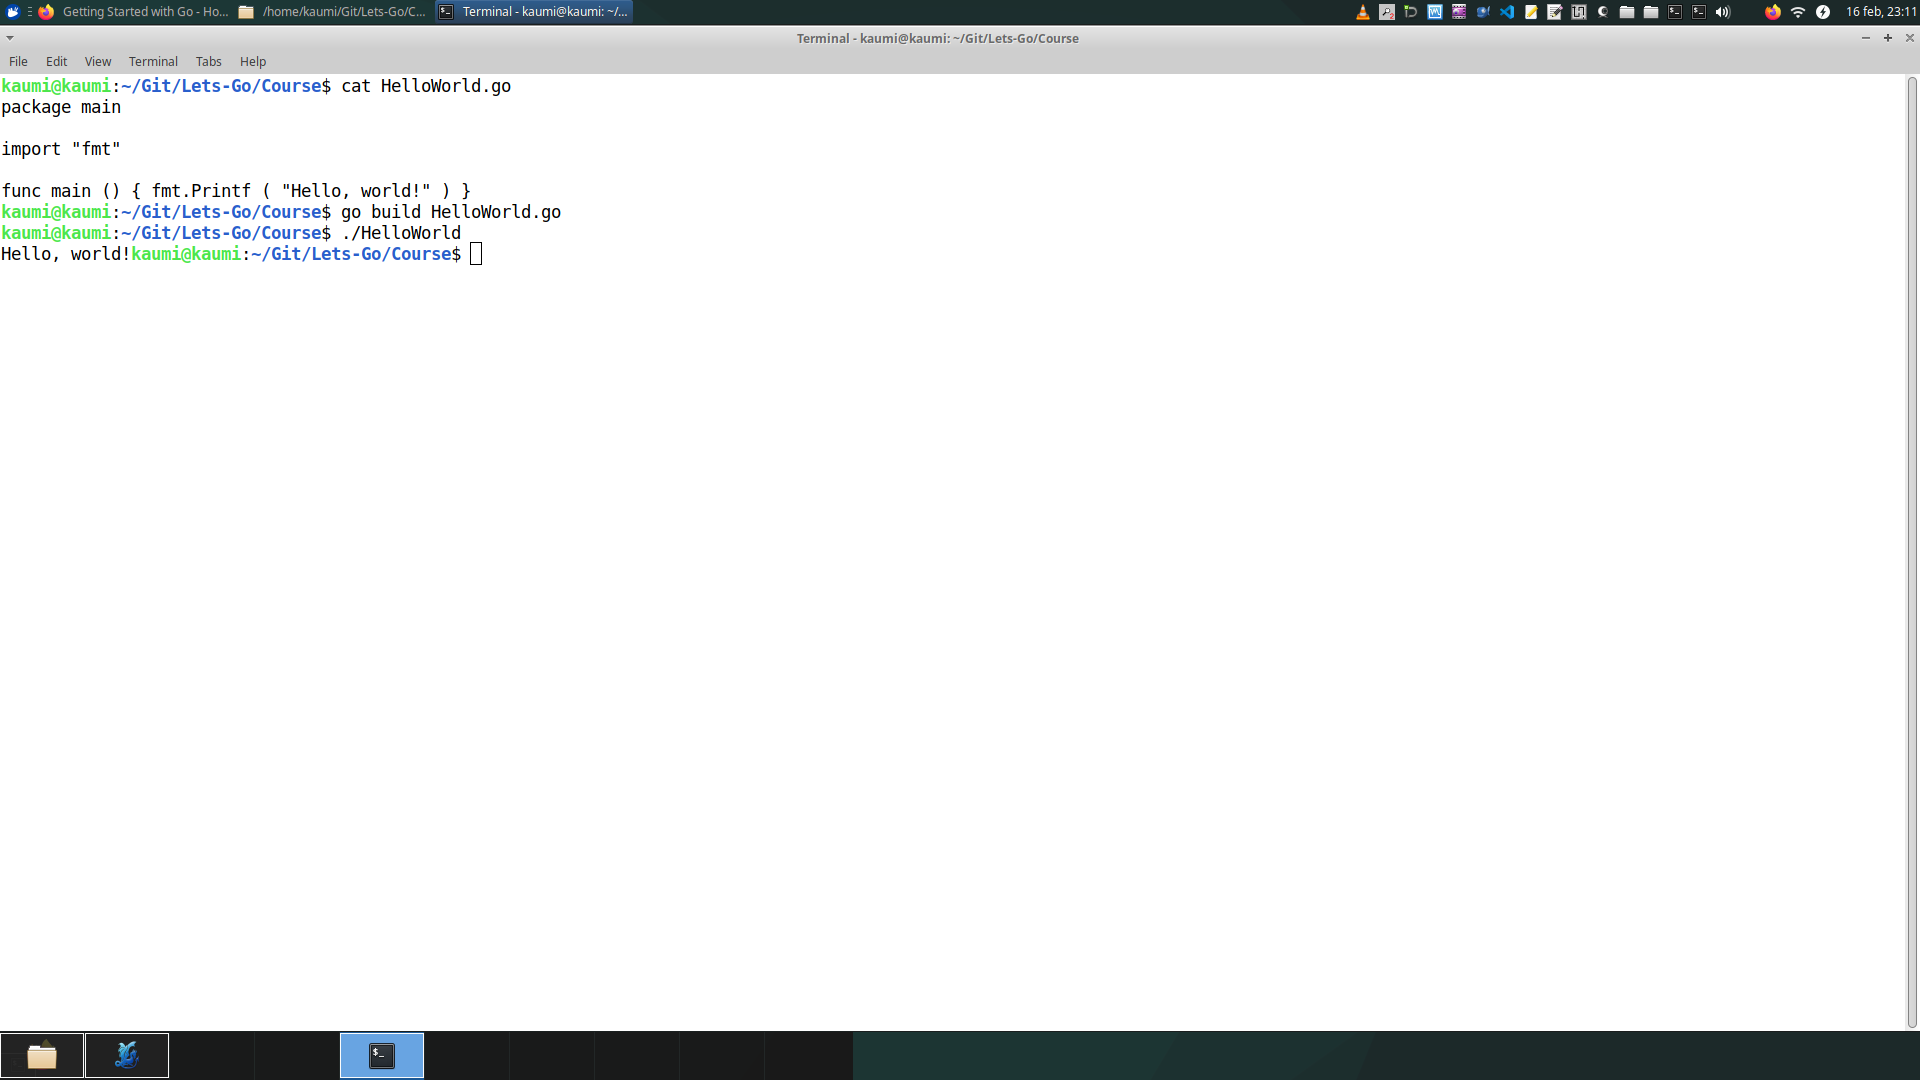 Getting Started with Go - Ho... /home/kaumi/Git/Lets-Go/C... Terminal - kaumi@kaumi: ~/... 16 feb, 23:11
Terminal - kaumi@kaumi: ~/Git/Lets-Go/Course
File Edit View Terminal Tabs Help
kaumi@kaumi:~/Git/Lets-Go/Course$ cat HelloWorld.go
package main
import "fmt"
func main () { fmt.Printf ( "Hello, world!" ) }
kaumi@kaumi:~/Git/Lets-Go/Course$ go build HelloWorld.go
kaumi@kaumi:~/Git/Lets-Go/Course$ ./HelloWorld
Hello, world!kaumi@kaumi:~/Git/Lets-Go/Course$